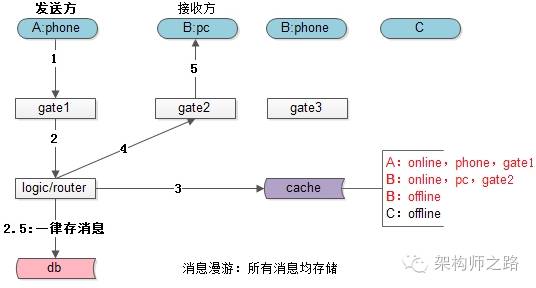 发送方
接收方
A:phone
B:pc
B:phone
C
1
5
gate1
gate2
gate3
2
4
logic/router
3
cache
A：online，phone，gate1
B：online，pc，gate2
B：offline
C：offline
2.5:一律存消息
db
消息漫游：所有消息均存储
架构师之路